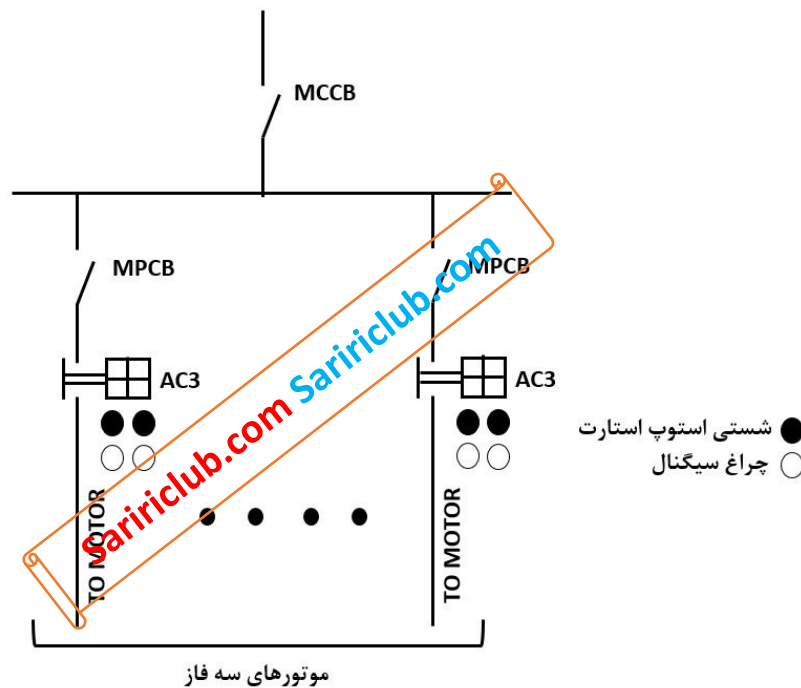 MCCB
MPCB
MPCB
AC3
AC3
شستی استوپ استارت
چراغ سیگنال
Saririclub.com Saririclub.com
TO MOTOR
TO MOTOR
موتورهای سه فاز